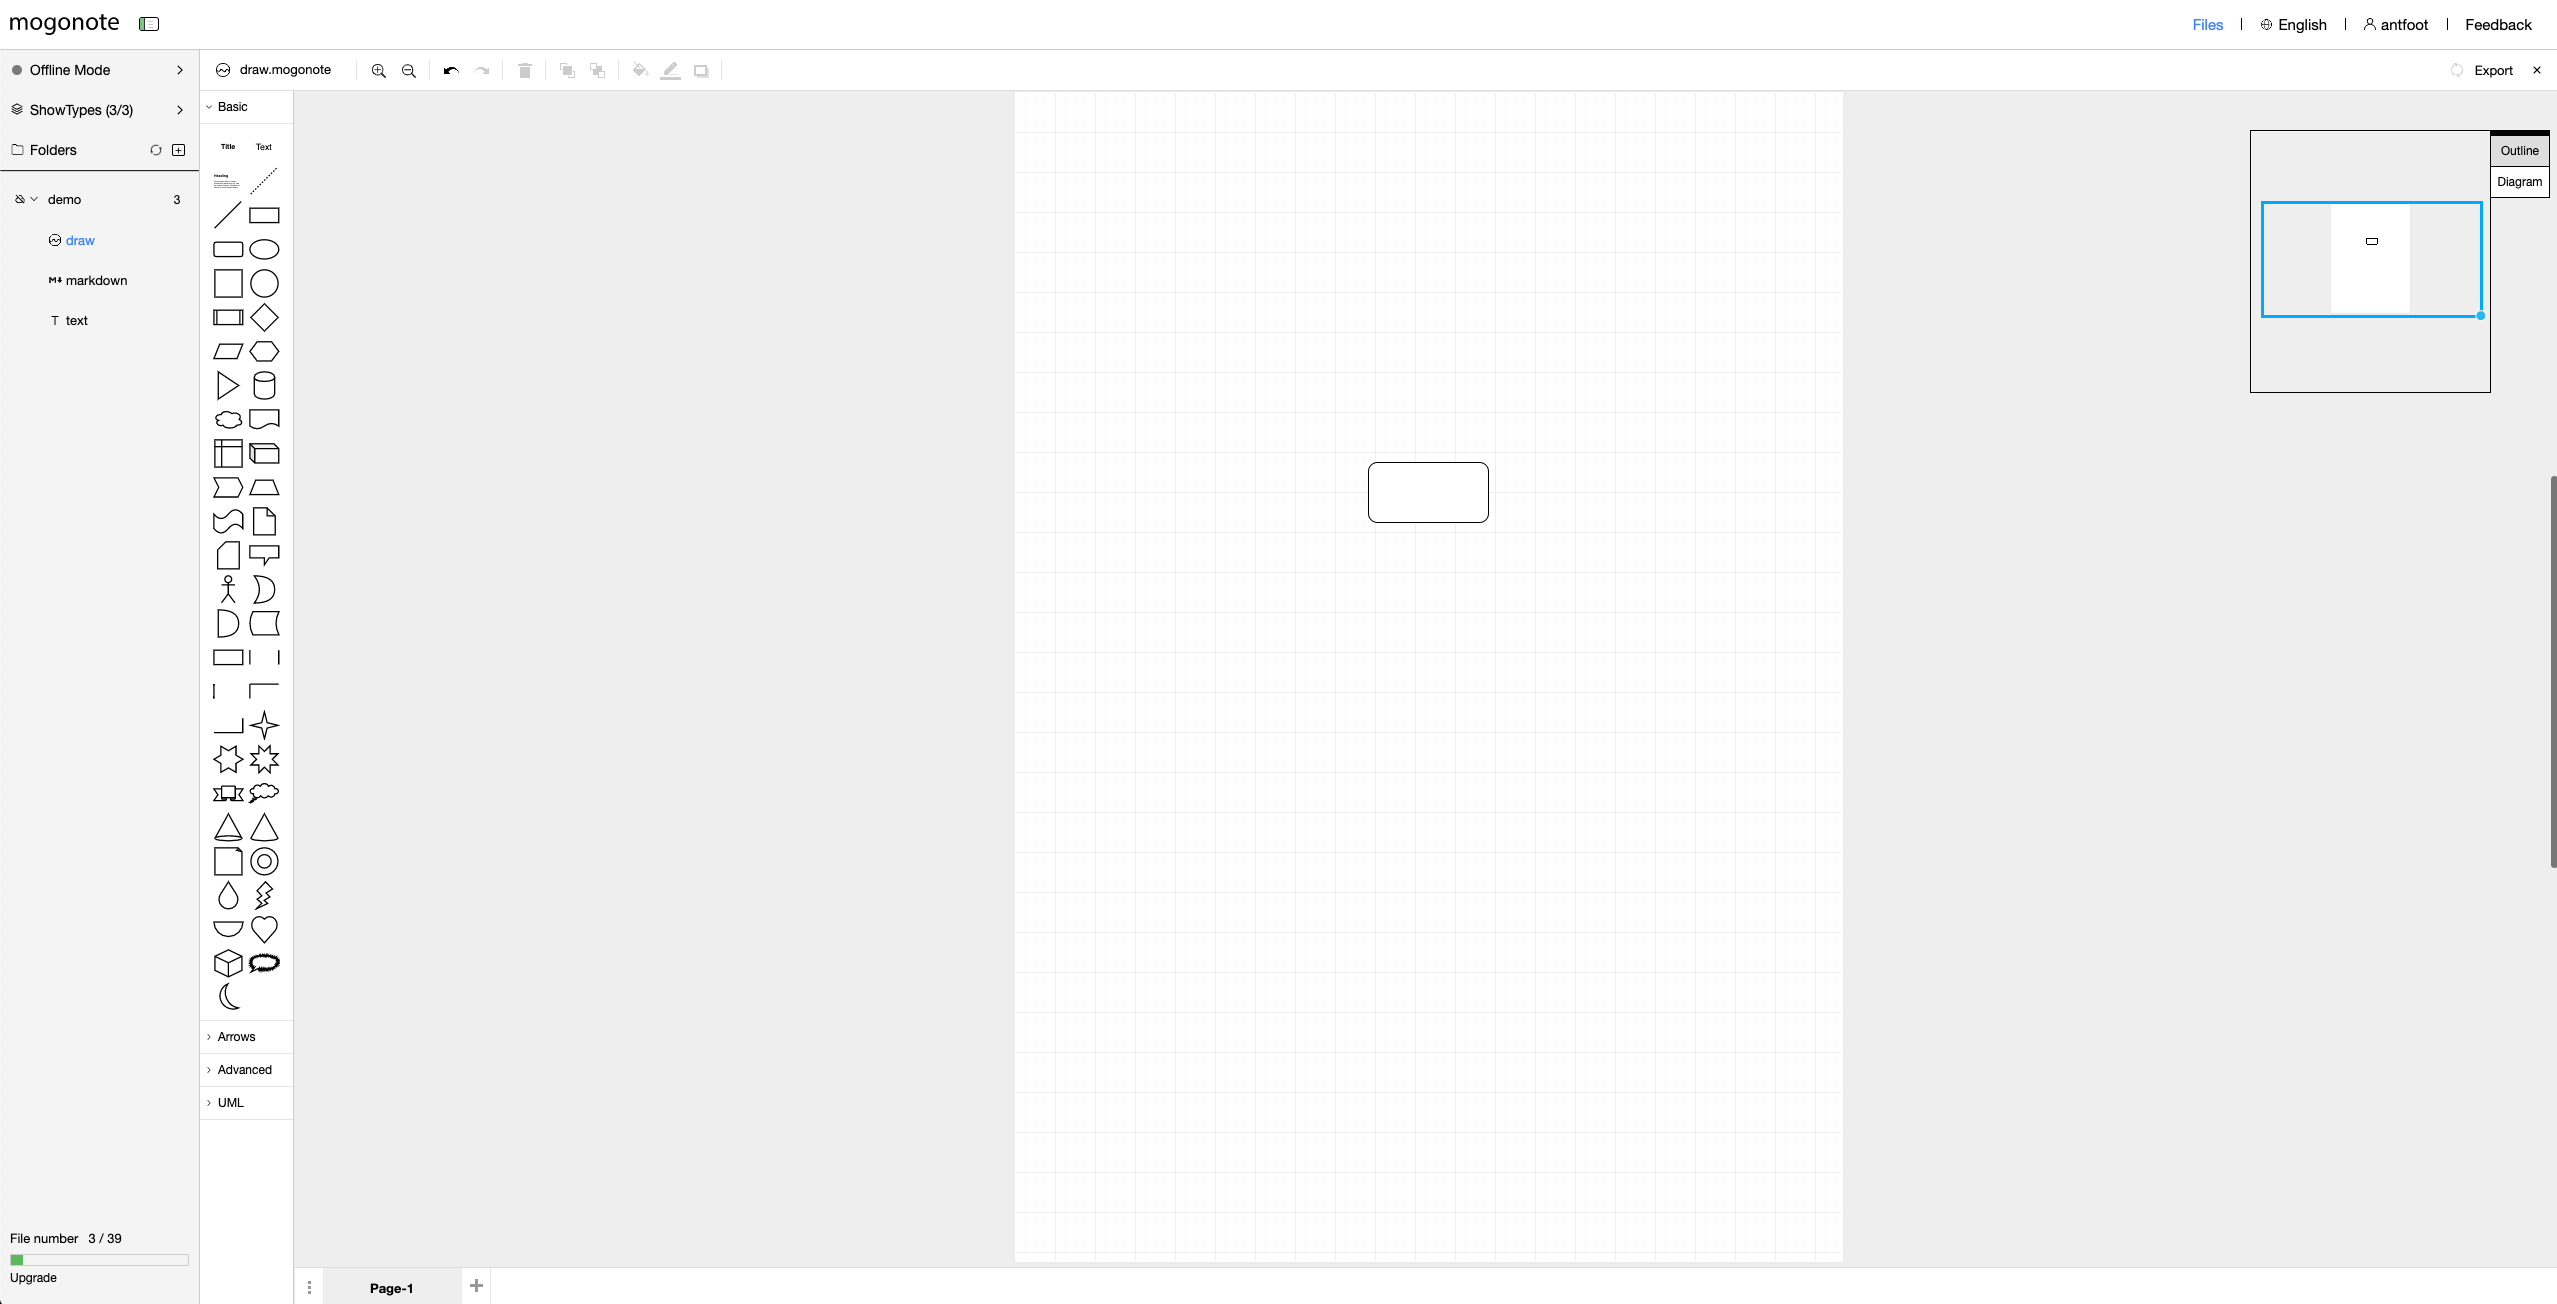 mogonote
Files
English
antfoot
Feedback
Offline Mode
ShowTypes (3/3)
Folders
demo 3
draw
markdown
text
File number 3 / 39
Upgrade
draw.mogonote
Export
Basic
Title Text
Heading
Arrows
Advanced
UML
Outline
Diagram
Page-1